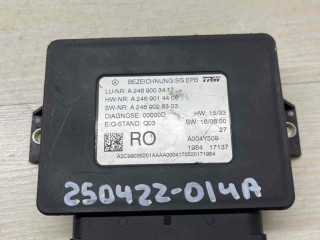 BEZEICHNUNG:SG EPB
TRW
LU-NR: A 246 900 34 17
HW-NR: A 246 901 44 06
SW-NR: A 246 902 83 03
DIAGNOSE: 00000D
HW: 15/33
E/Q-STAND: Q03
SW: 16/06.00
27
RO
A004Y509
1984 17137
A2C99036201AAAA0064170520171984
250422-014A